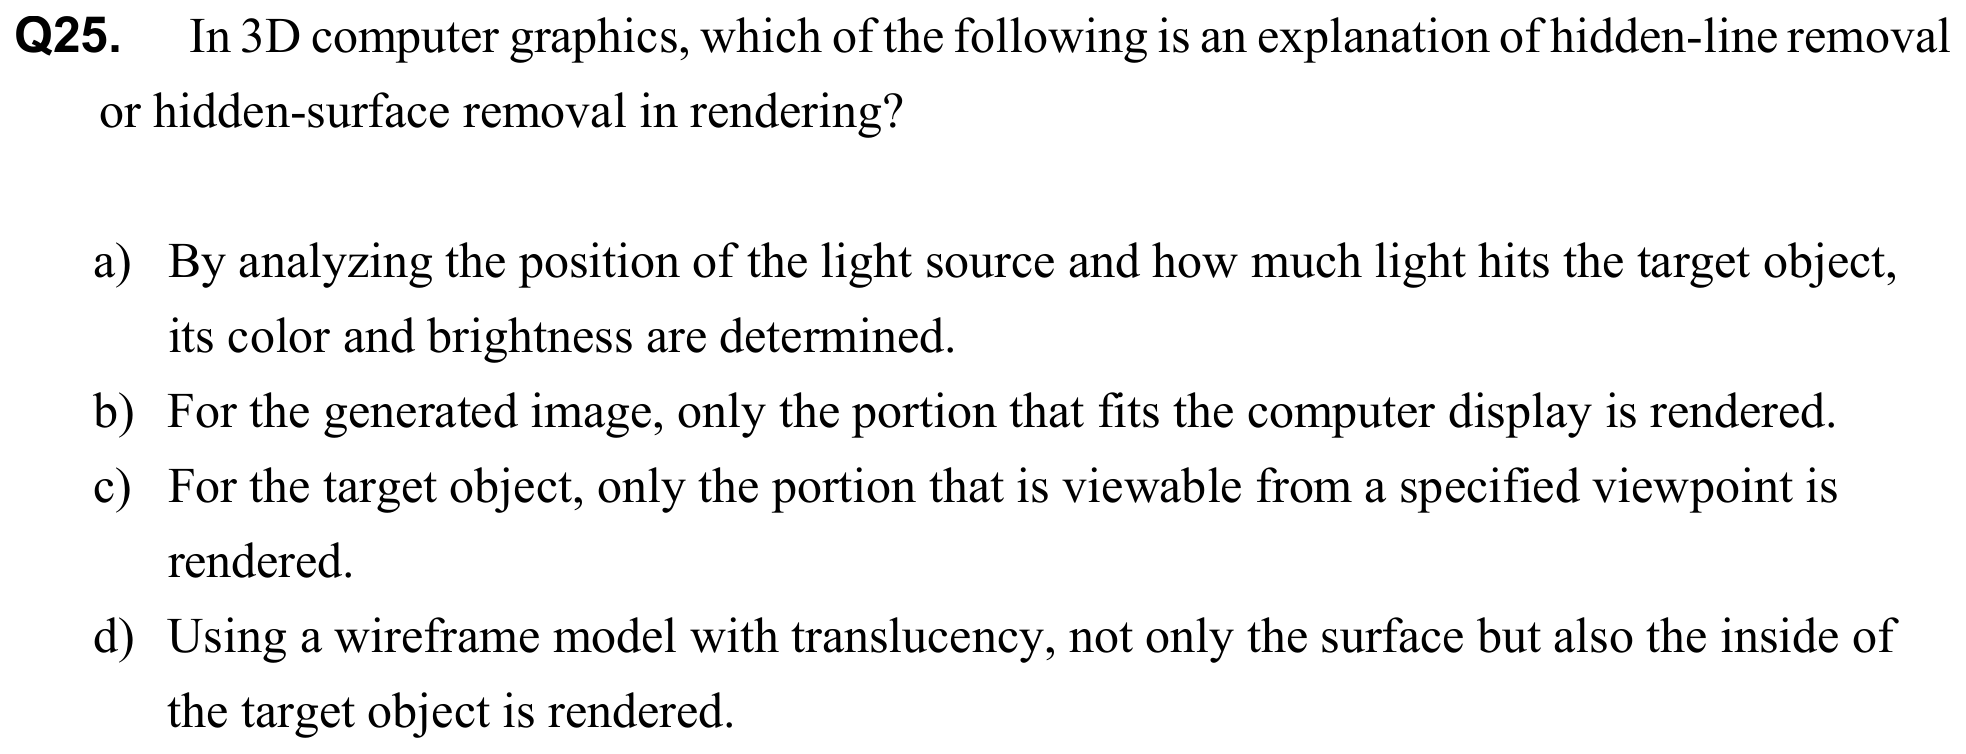 Q25. In 3D computer graphics, which of the following is an explanation of hidden-line removal
or hidden-surface removal in rendering?
a) By analyzing the position of the light source and how much light hits the target object,
its color and brightness are determined.
b) For the generated image, only the portion that fits the computer display is rendered.
c) For the target object, only the portion that is viewable from a specified viewpoint is
rendered.
d) Using a wireframe model with translucency, not only the surface but also the inside of
the target object is rendered.